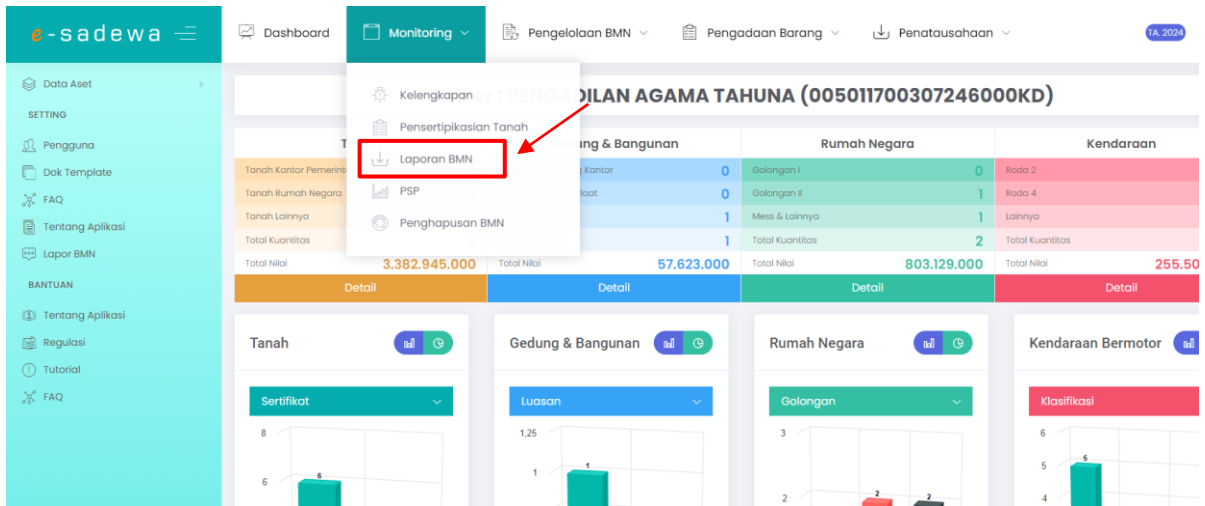 e-sadewa
Dashboard
Monitoring
Pengelolaan BMN
Pengadaan Barang
Penatausahaan
TA. 2024
Data Aset
SETTING
Pengguna
Dok Template
FAQ
Tentang Aplikasi
Lapor BMN
BANTUAN
Tentang Aplikasi
Regulasi
Tutorial
FAQ
Kelengkapan
Pensertipikasian Tanah
Laporan BMN
PSP
Penghapusan BMN
: PENGADILAN AGAMA TAHUNA (005011700307246000KD)
Tanah Kantor Pemerint
Tanah Rumah Negara
Tanah Lainnya
Total Kuantitas
Total Nilai 3.382.945.000
Detail
ung & Bangunan
Kantor 0
0
1
1
Total Nilai 57.623.000
Detail
Rumah Negara
Golongan I 0
Golongan II 1
Mess & Lainnya 1
Total Kuantitas 2
Total Nilai 803.129.000
Detail
Kendaraan
Roda 2
Roda 4
Lainnya
Total Kuantitas
Total Nilai 255.50
Detail
Tanah
Sertifikat
8
6
6
Gedung & Bangunan
Luasan
1,25
1
1
Rumah Negara
Golongan
3
2
2
2
Kendaraan Bermotor
Klasifikasi
6
5
5
4